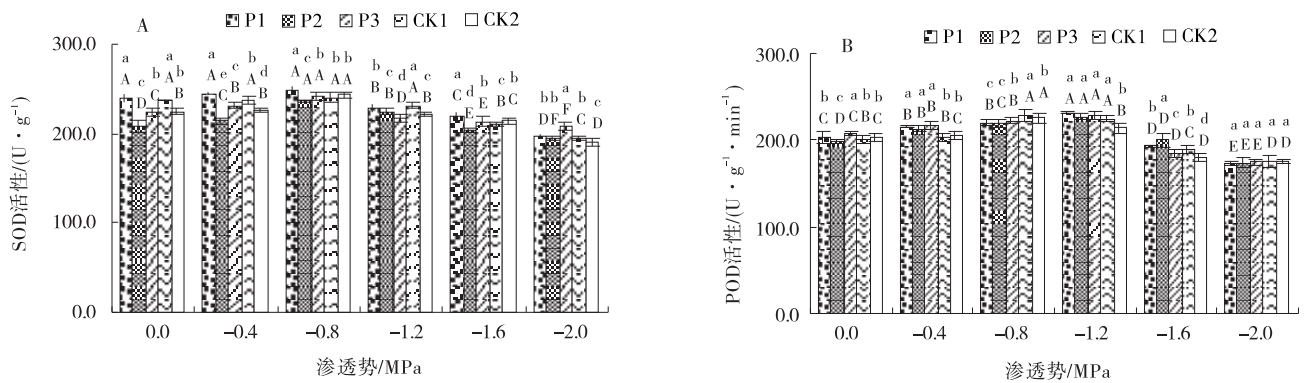 A
P1 P2 P3 CK1 CK2
300.0
200.0
100.0
0.0
SOD活性/(U·g⁻¹)
a c b a b
A D C A B
a e c b d
A C B A B
a c b b b
A A A A A
b c d b c
B B D A B
a d b c b
C E E B C
b b a c d
D F F C D
0.0 −0.4 −0.8 −1.2 −1.6 −2.0
渗透势/MPa
B
P1 P2 P3 CK1 CK2
300.0
200.0
100.0
0.0
POD活性/(U·g⁻¹·min⁻¹)
b c a b b
C D C B C
a a a b b
B B B C C
c c b a b
B C B A A
a a a a b
A A A A B
b a c b d
D D D C D
a a a a a
E E E D D
0.0 −0.4 −0.8 −1.2 −1.6 −2.0
渗透势/MPa